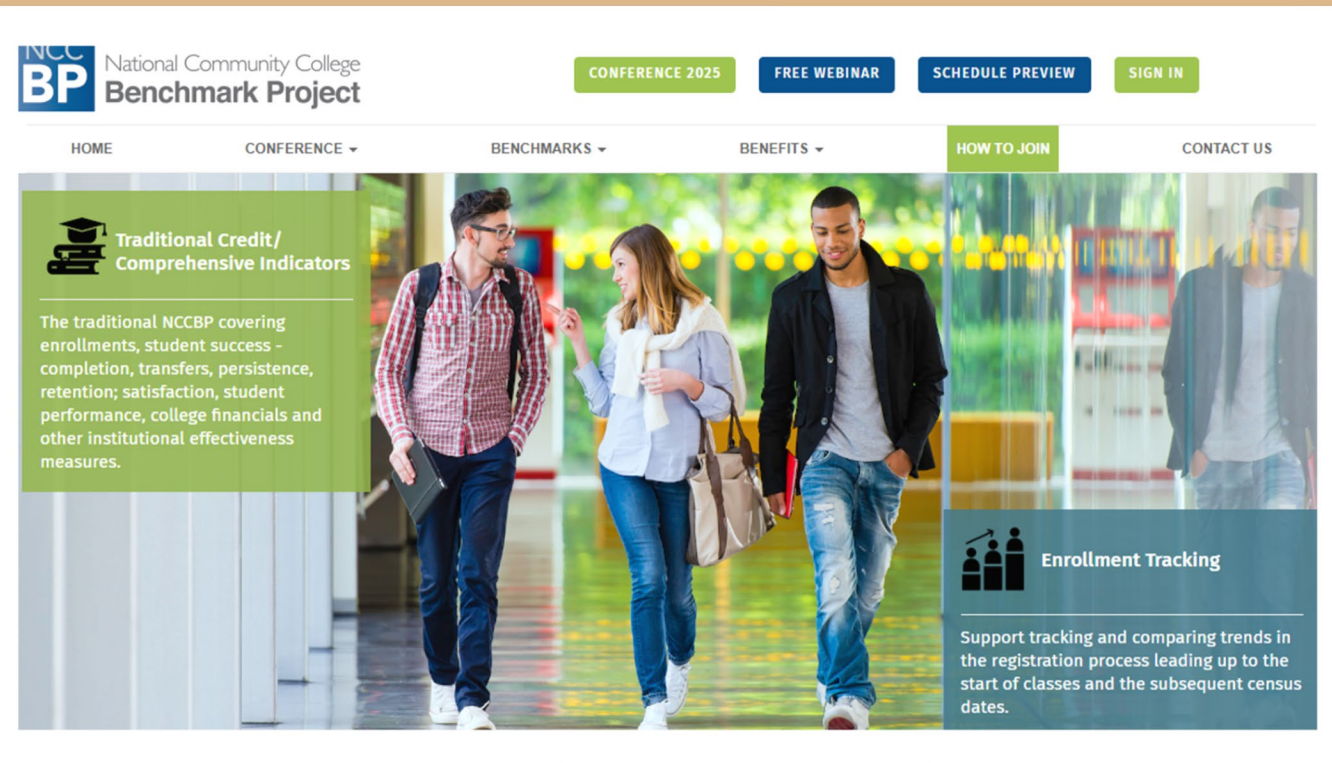 NCC
BP
National Community College
Benchmark Project
CONFERENCE 2025
FREE WEBINAR
SCHEDULE PREVIEW
SIGN IN
HOME
CONFERENCE
BENCHMARKS
BENEFITS
HOW TO JOIN
CONTACT US
Traditional Credit/
Comprehensive Indicators
The traditional NCCBP covering
enrollments, student success -
completion, transfers, persistence,
retention; satisfaction, student
performance, college financials and
other institutional effectiveness
measures.
Enrollment Tracking
Support tracking and comparing trends in
the registration process leading up to the
start of classes and the subsequent census
dates.